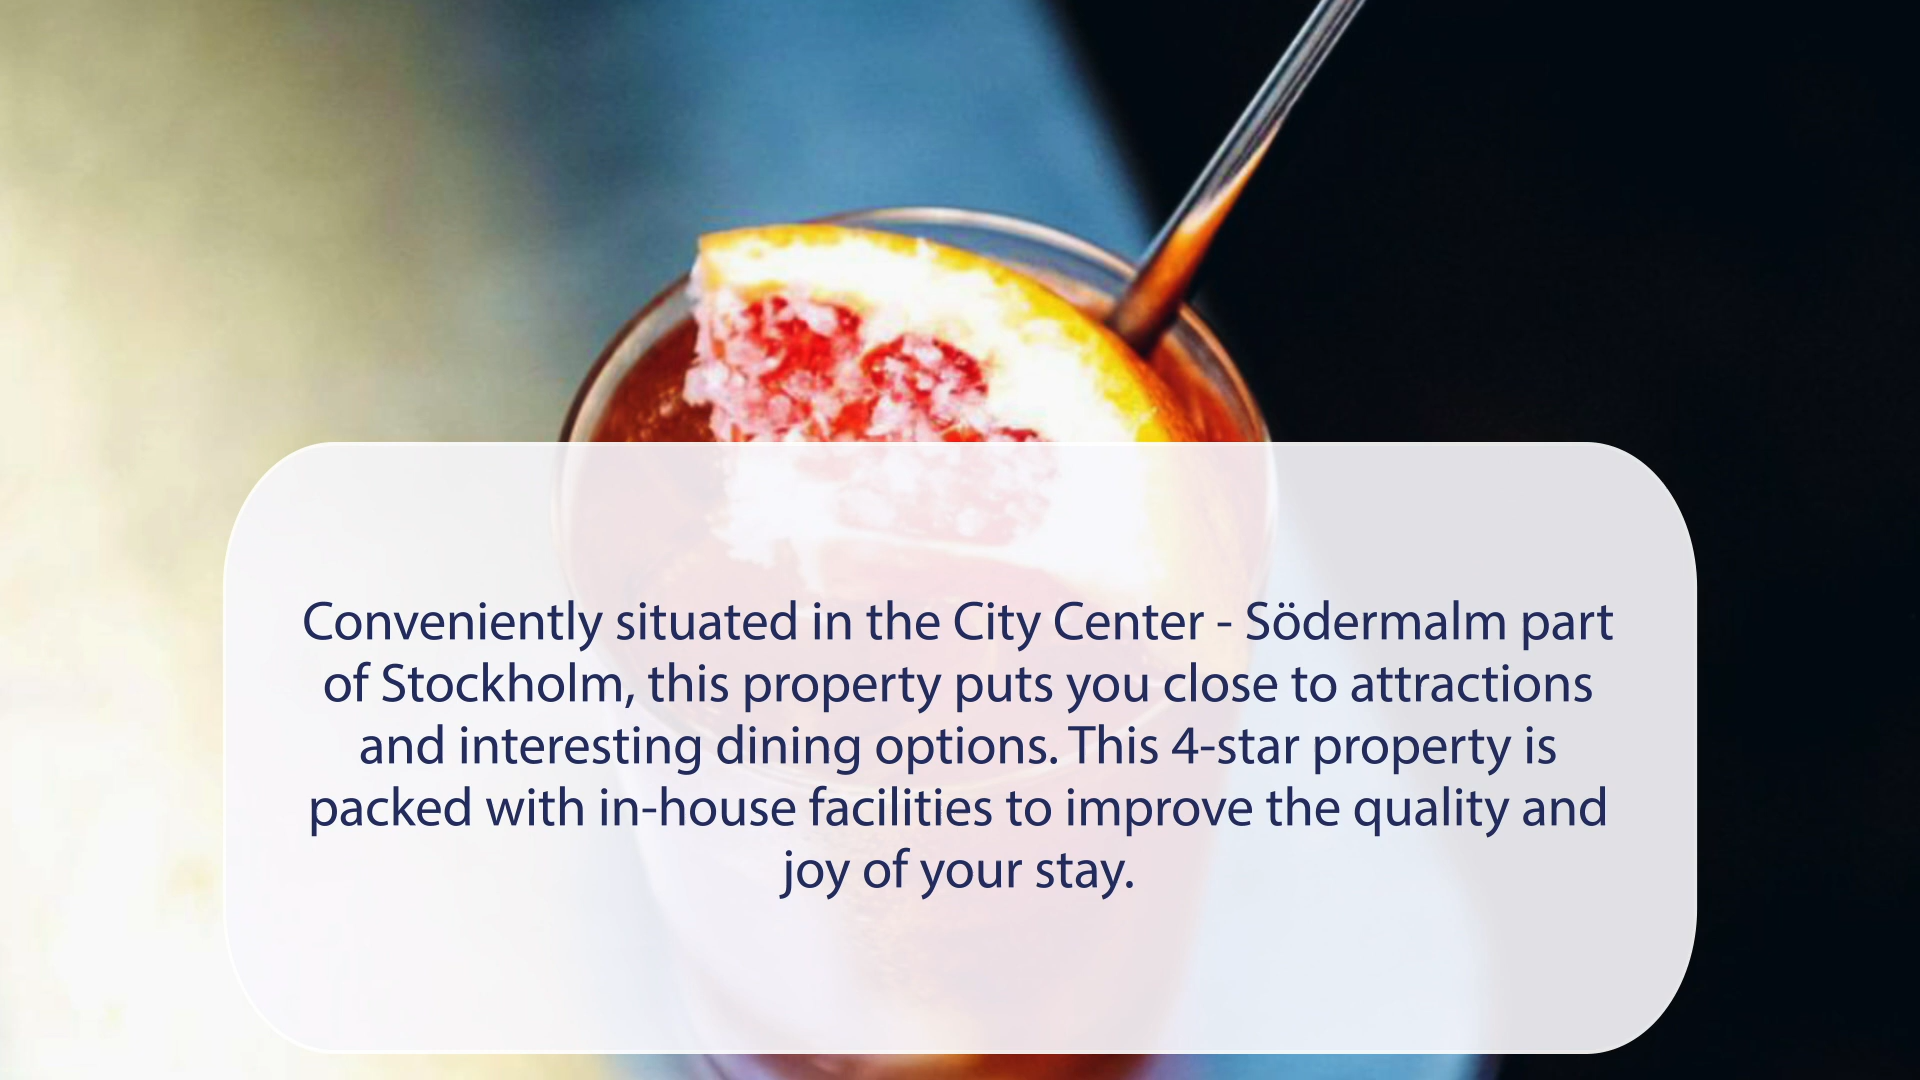 Conveniently situated in the City Center - Södermalm part
of Stockholm, this property puts you close to attractions
and interesting dining options. This 4-star property is
packed with in-house facilities to improve the quality and
joy of your stay.